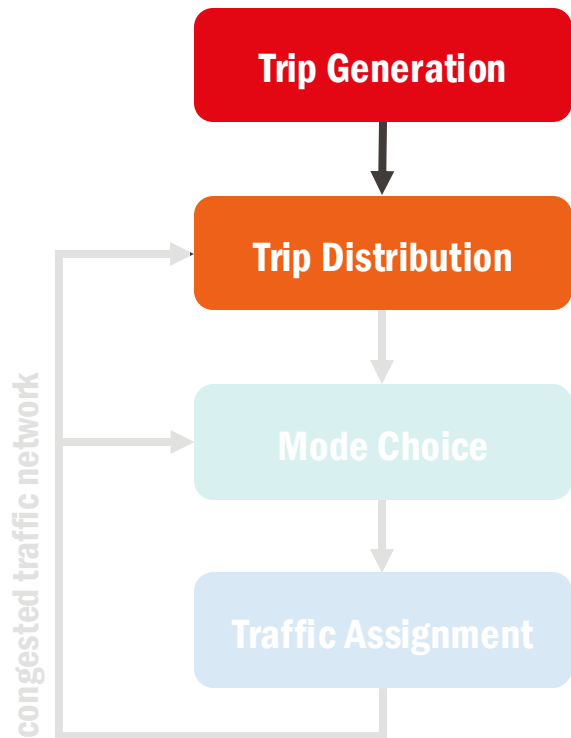 Trip Generation
Trip Distribution
Mode Choice
Traffic Assignment
congested traffic network